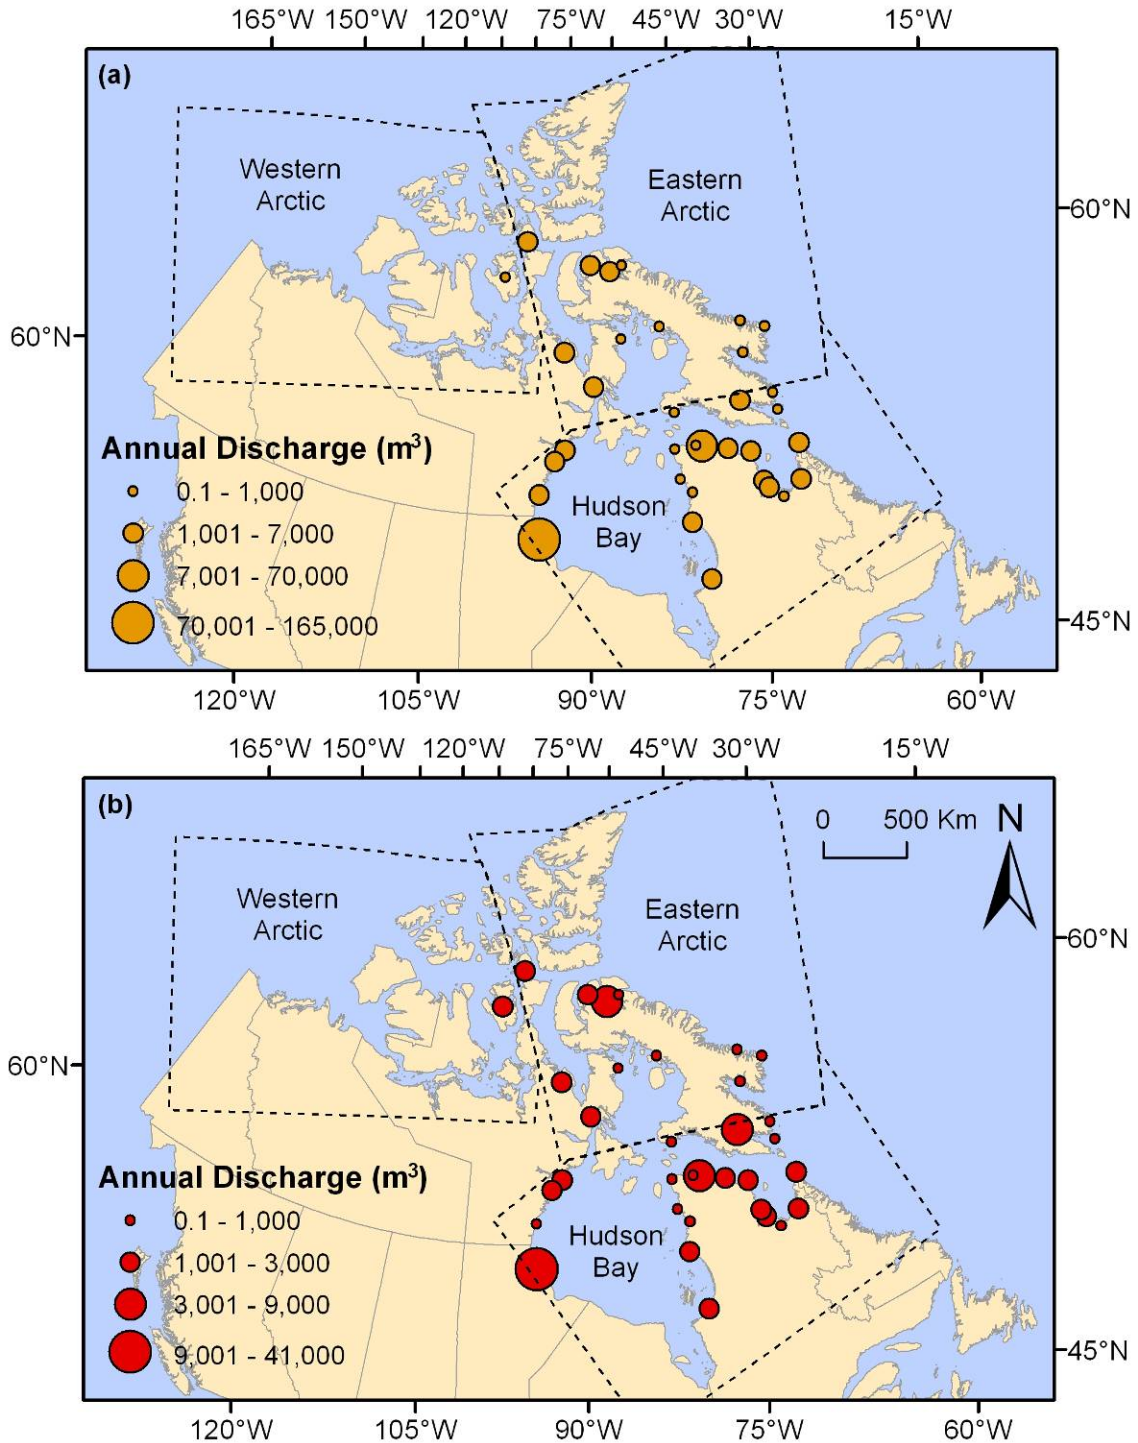 165°W 150°W 120°W 90°W 75°W 45°W 30°W 15°W
(a)
Western
Arctic
Eastern
Arctic
60°N
60°N
Annual Discharge (m³)
0.1 - 1,000
1,001 - 7,000
7,001 - 70,000
70,001 - 165,000
Hudson
Bay
45°N
120°W 105°W 90°W 75°W 60°W
165°W 150°W 120°W 90°W 75°W 45°W 30°W 15°W
(b)
0 500 Km N
Western
Arctic
Eastern
Arctic
60°N
60°N
Annual Discharge (m³)
0.1 - 1,000
1,001 - 3,000
3,001 - 9,000
9,001 - 41,000
Hudson
Bay
45°N
120°W 105°W 90°W 75°W 60°W